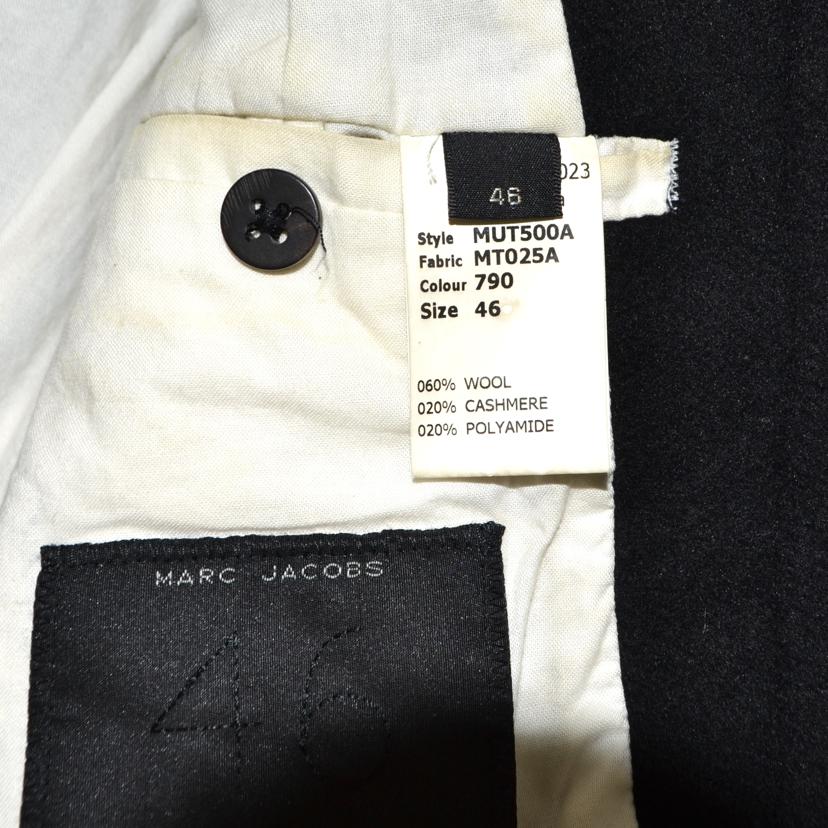 023
46
Style MUT500A
Fabric MT025A
Colour 790
Size 46
060% WOOL
020% CASHMERE
020% POLYAMIDE
MARC JACOBS
46